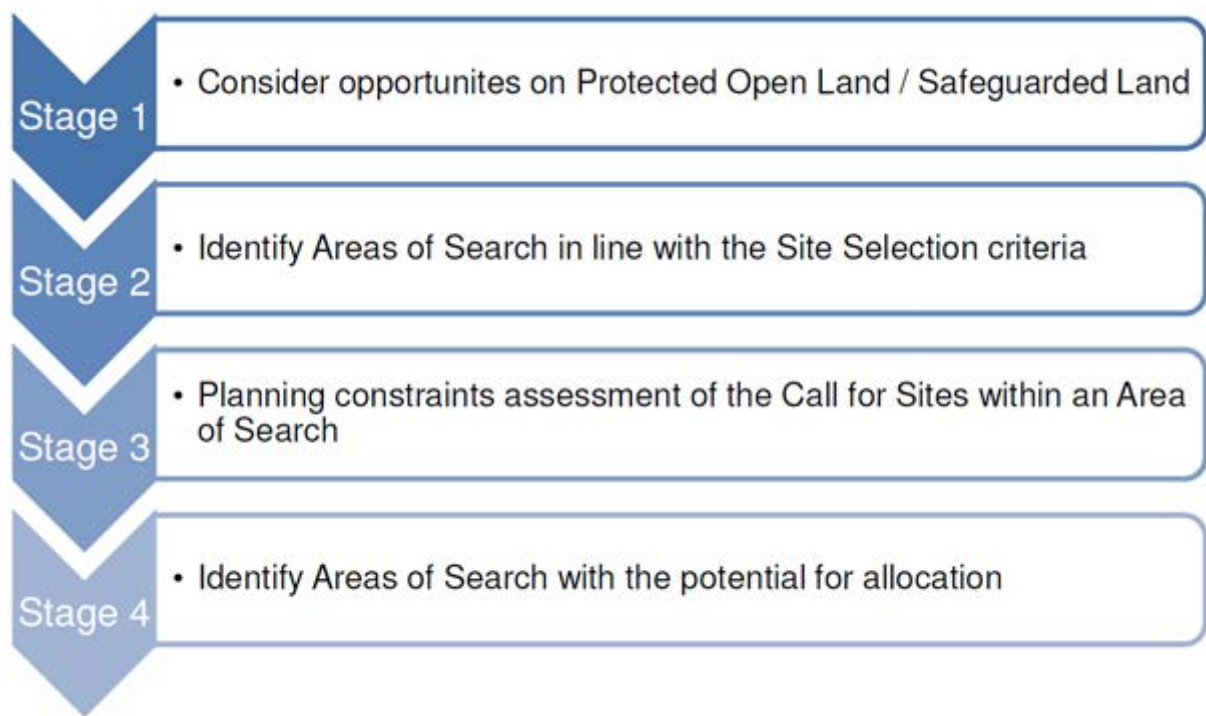 Stage 1
• Consider opportunites on Protected Open Land / Safeguarded Land
Stage 2
• Identify Areas of Search in line with the Site Selection criteria
Stage 3
• Planning constraints assessment of the Call for Sites within an Area
of Search
Stage 4
• Identify Areas of Search with the potential for allocation